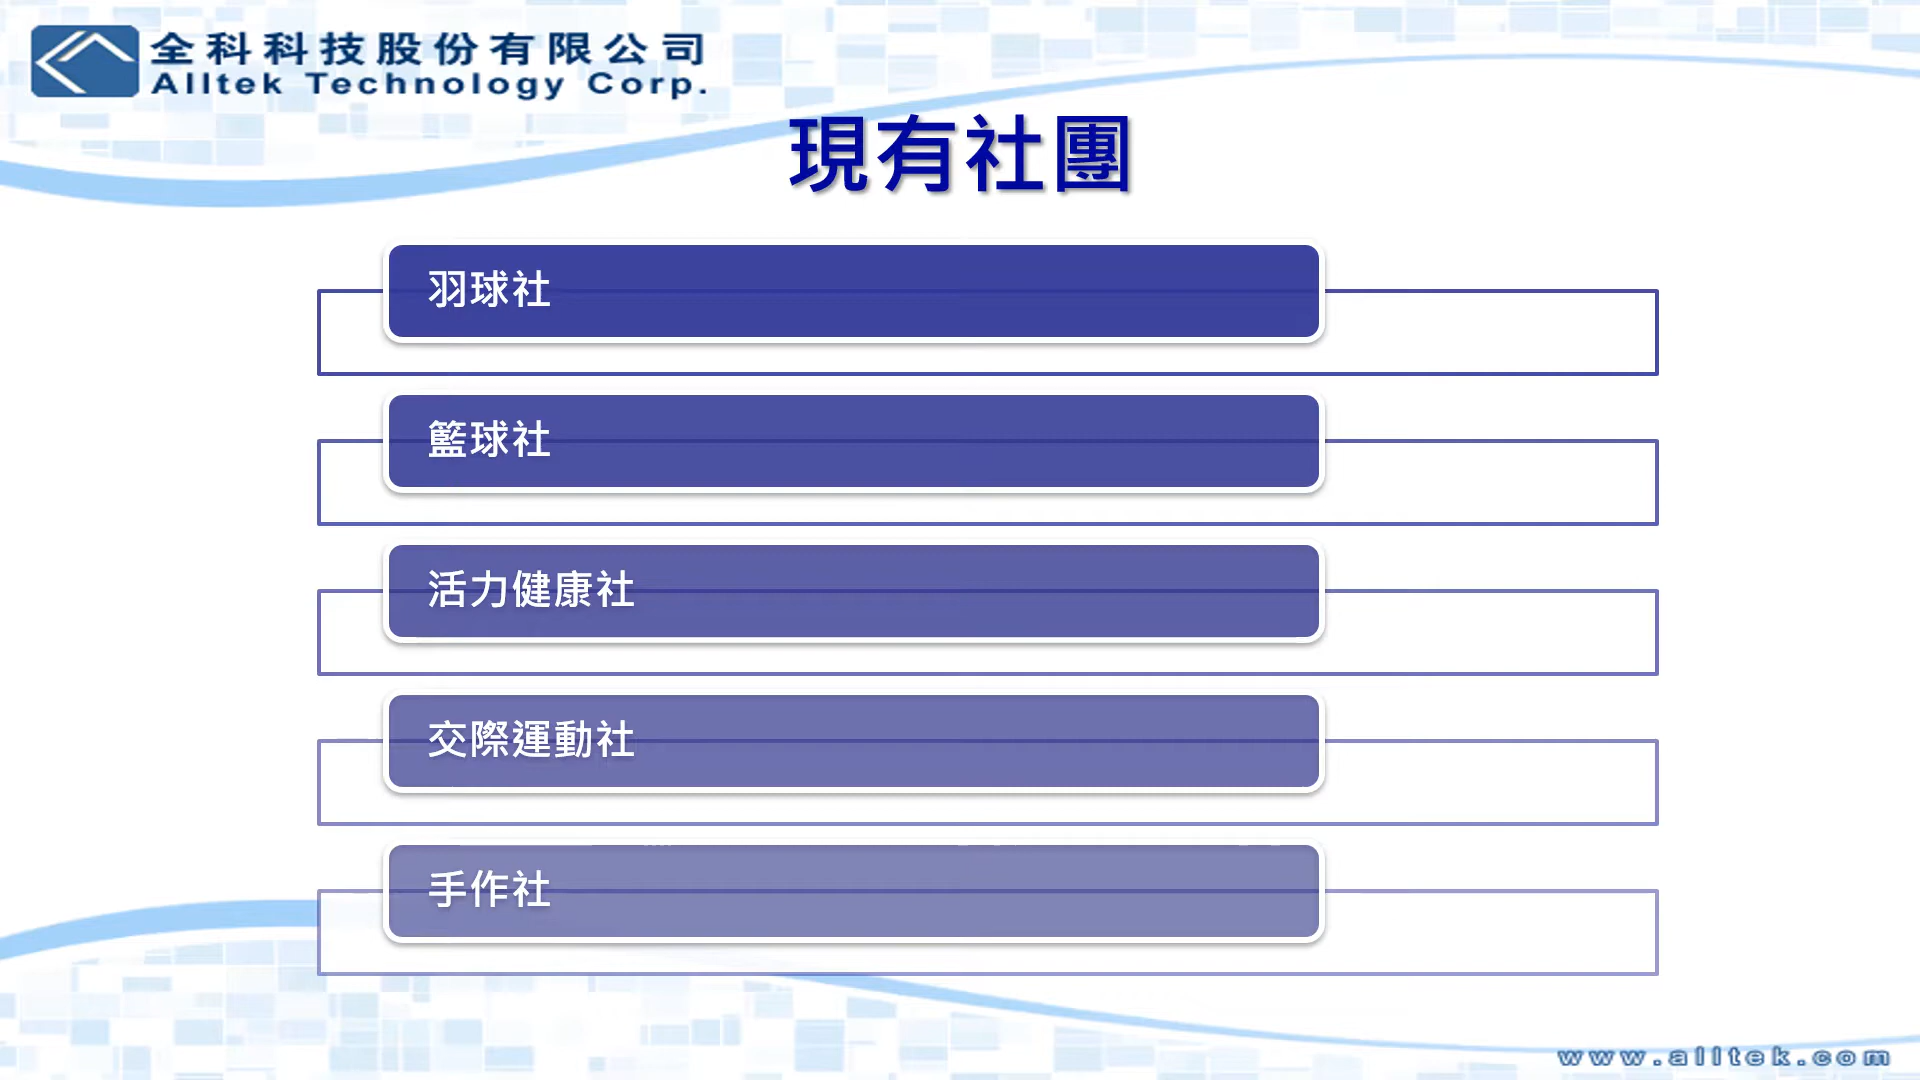 全科科技股份有限公司
Alltek Technology Corp.
現有社團
羽球社
籃球社
活力健康社
交際運動社
手作社
www.alltek.com